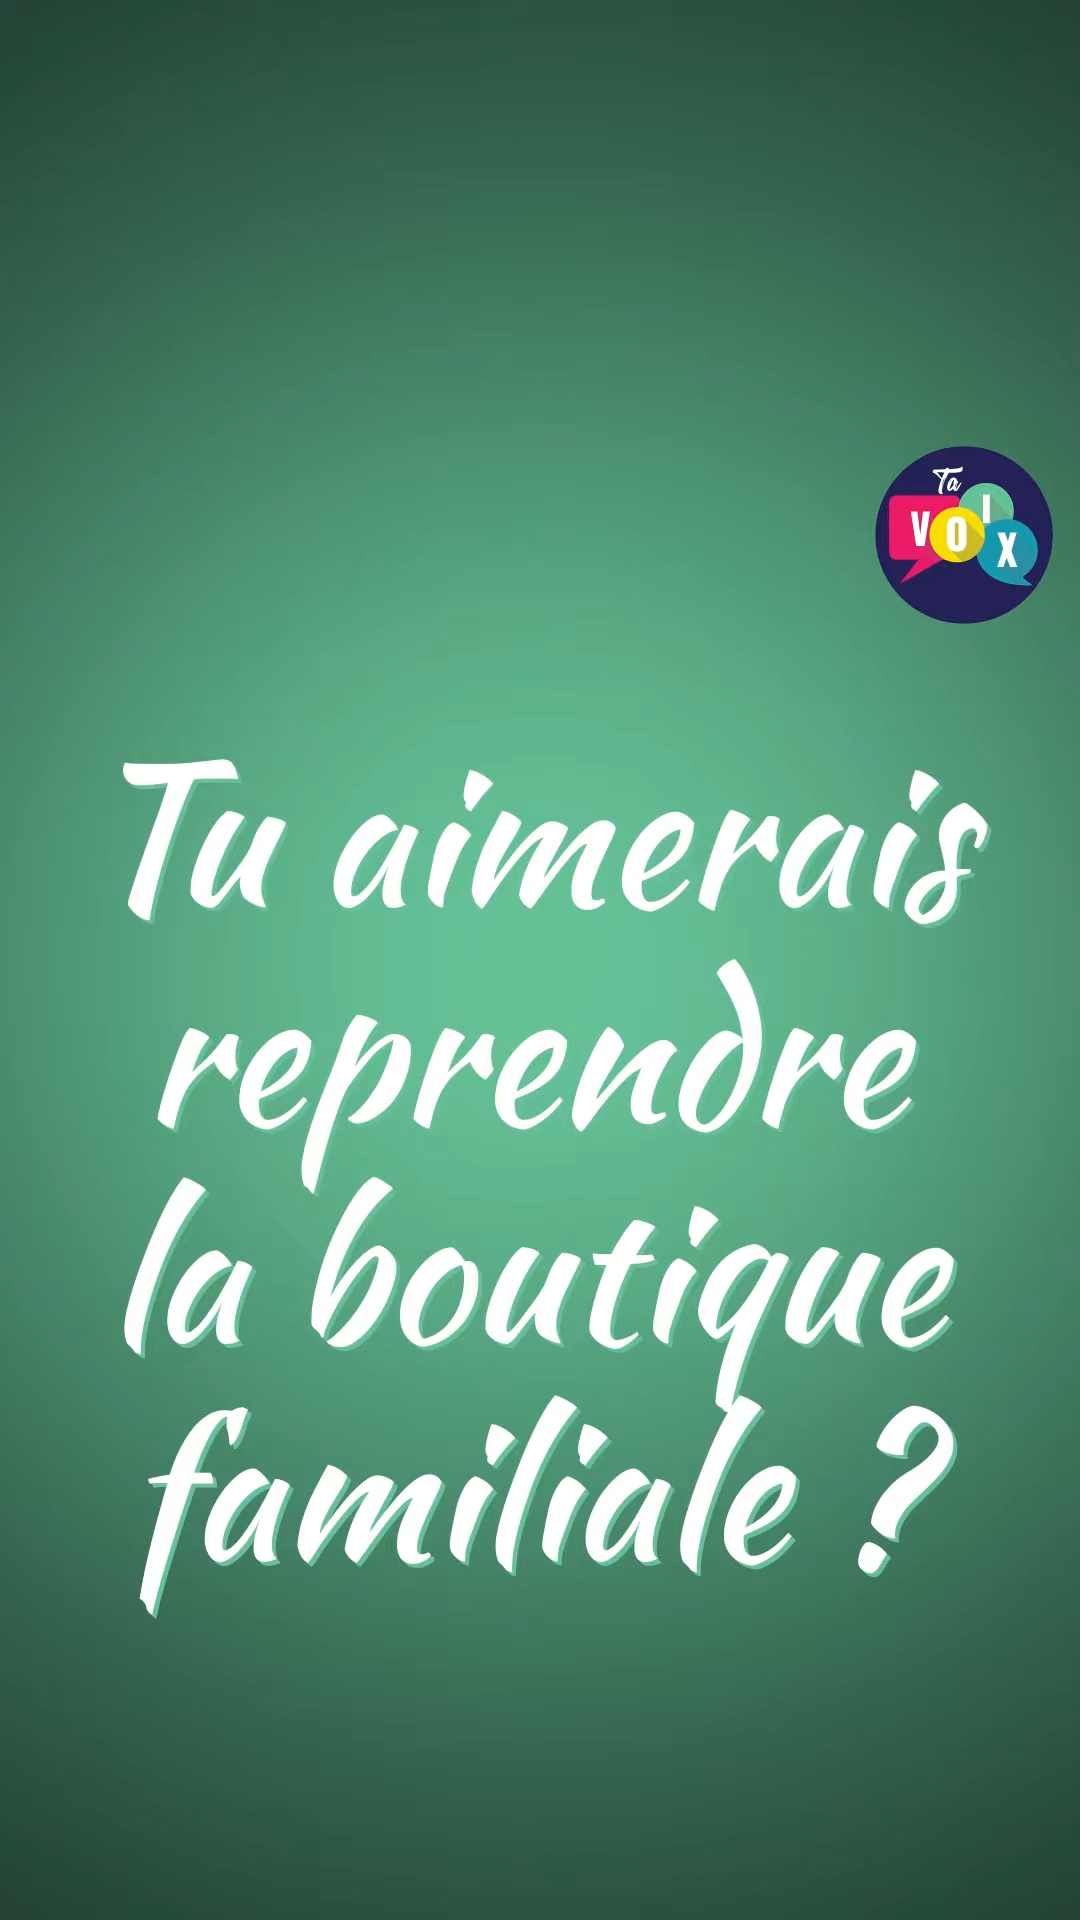 Ta
VOIX
Tu aimerais
reprendre
la boutique
familiale ?